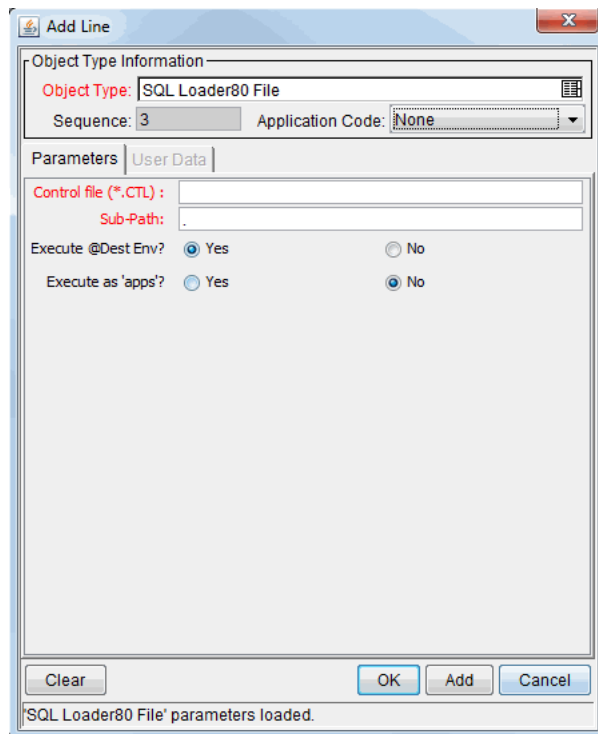 Add Line
Object Type Information
Object Type: SQL Loader80 File
Sequence: 3 Application Code: None
Parameters User Data
Control file (*.CTL) :
Sub-Path: .
Execute @Dest Env? Yes No
Execute as 'apps'? Yes No
Clear OK Add Cancel
'SQL Loader80 File' parameters loaded.